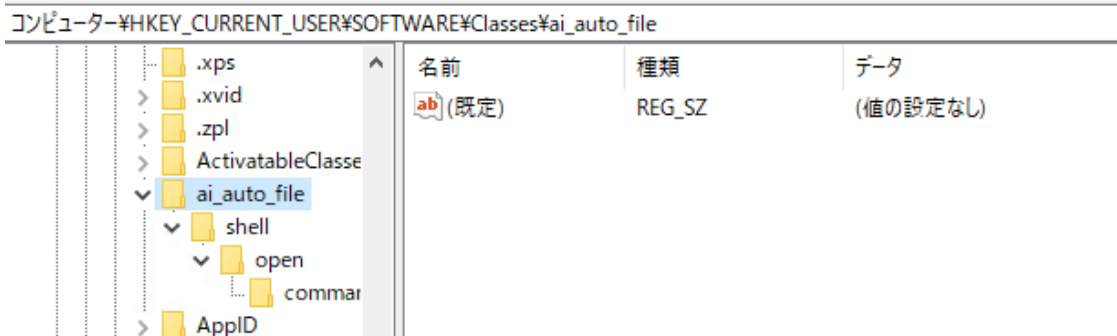 コンピューター¥HKEY_CURRENT_USER¥SOFTWARE¥Classes¥ai_auto_file
.xps
.xvid
.zpl
ActivatableClasse
ai_auto_file
shell
open
commar
AppID
名前 種類 データ
ab (既定) REG_SZ (値の設定なし)